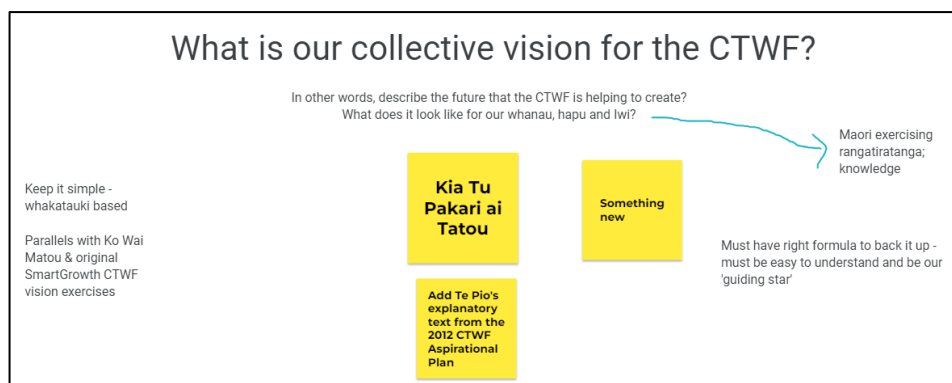 What is our collective vision for the CTWF?
In other words, describe the future that the CTWF is helping to create?
What does it look like for our whanau, hapu and Iwi?
Maori exercising
rangatiratanga;
knowledge
Keep it simple -
whakatauki based
Parallels with Ko Wai
Matou & original
SmartGrowth CTWF
vision exercises
Kia Tu
Pakari ai
Tatou
Something
new
Add Te Pio's
explanatory
text from the
2012 CTWF
Aspirational
Plan
Must have right formula to back it up -
must be easy to understand and be our
'guiding star'